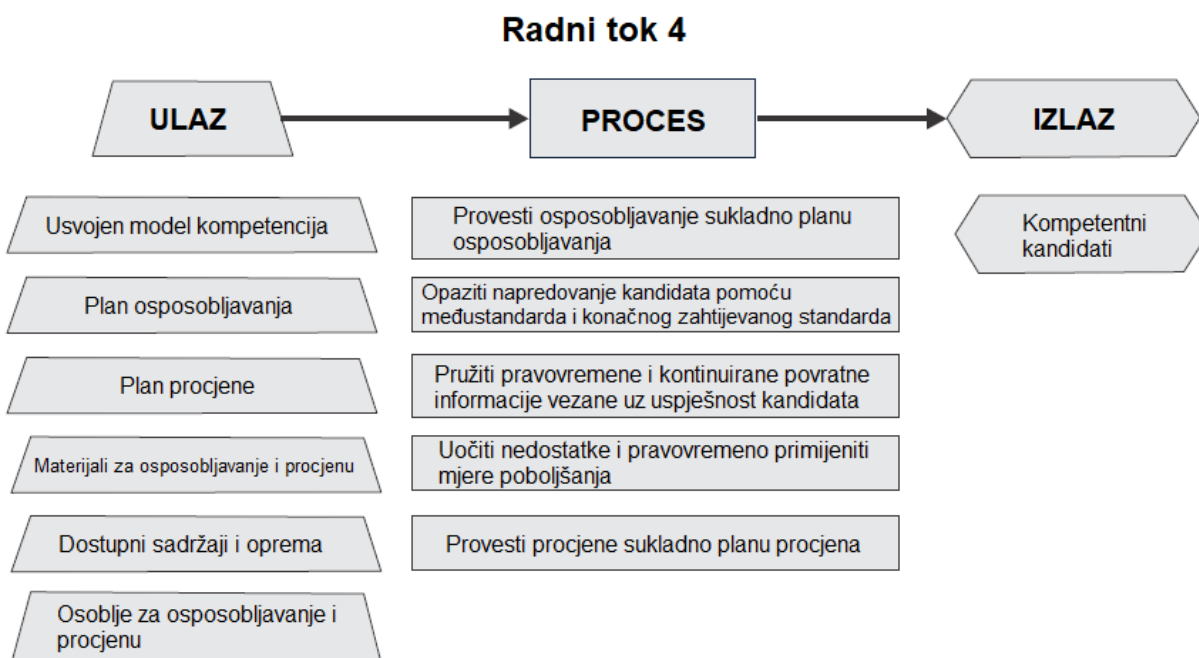 Radni tok 4
ULAZ
PROCES
IZLAZ
Usvojen model kompetencija
Plan osposobljavanja
Plan procjene
Materijali za osposobljavanje i procjenu
Dostupni sadržaji i oprema
Osoblje za osposobljavanje i
procjenu
Provesti osposobljavanje sukladno planu
osposobljavanja
Opaziti napredovanje kandidata pomoću
međustandarda i konačnog zahtijevanog standarda
Pružiti pravovremene i kontinuirane povratne
informacije vezane uz uspješnost kandidata
Uočiti nedostatke i pravovremeno primijeniti
mjere poboljšanja
Provesti procjene sukladno planu procjena
Kompetentni
kandidati